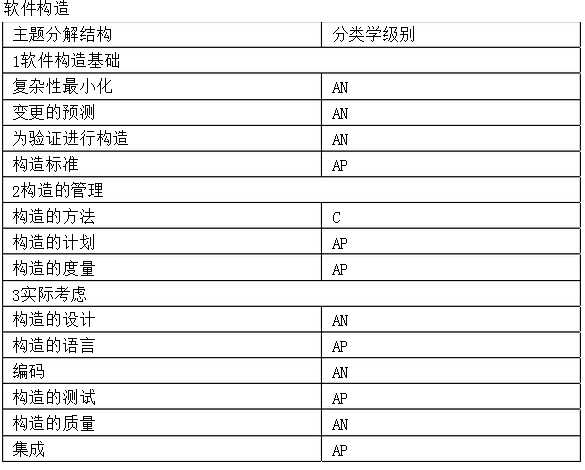 软件构造
主题分解结构 分类学级别
1软件构造基础
复杂性最小化 AN
变更的预测 AN
为验证进行构造 AN
构造标准 AP
2构造的管理
构造的方法 C
构造的计划 AP
构造的度量 AP
3实际考虑
构造的设计 AN
构造的语言 AP
编码 AN
构造的测试 AP
构造的质量 AN
集成 AP